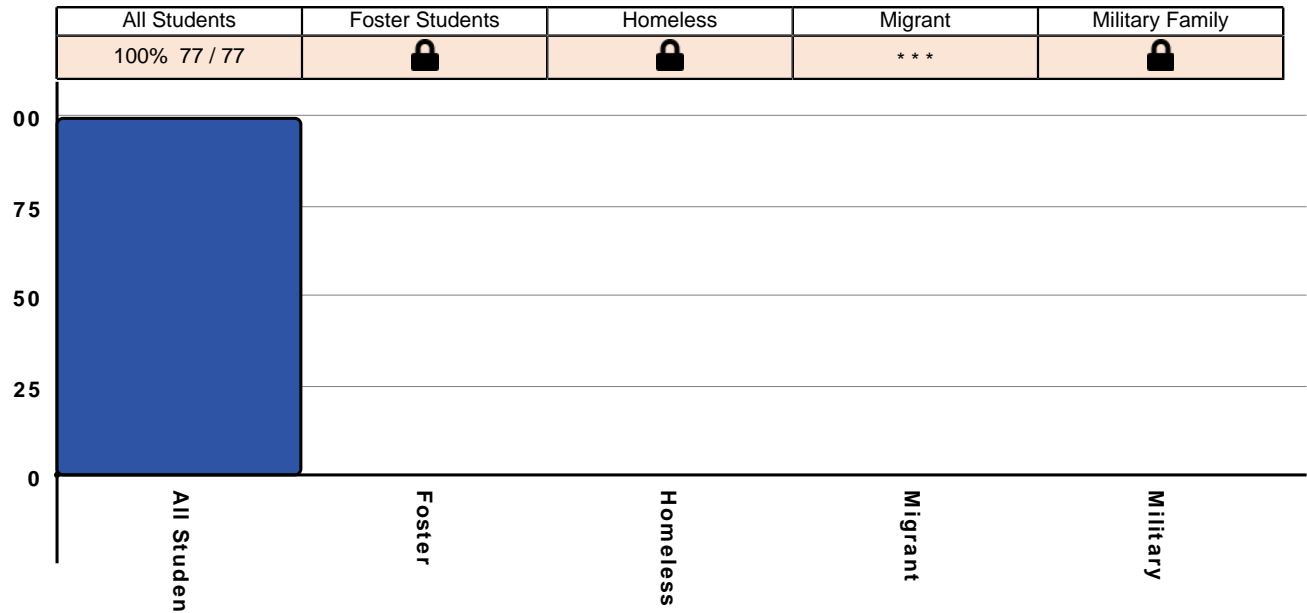 All Students Foster Students Homeless Migrant Military Family
100% 77 / 77 * * *
00
75
50
25
0
All Studen
Foster
Homeless
Migrant
Military